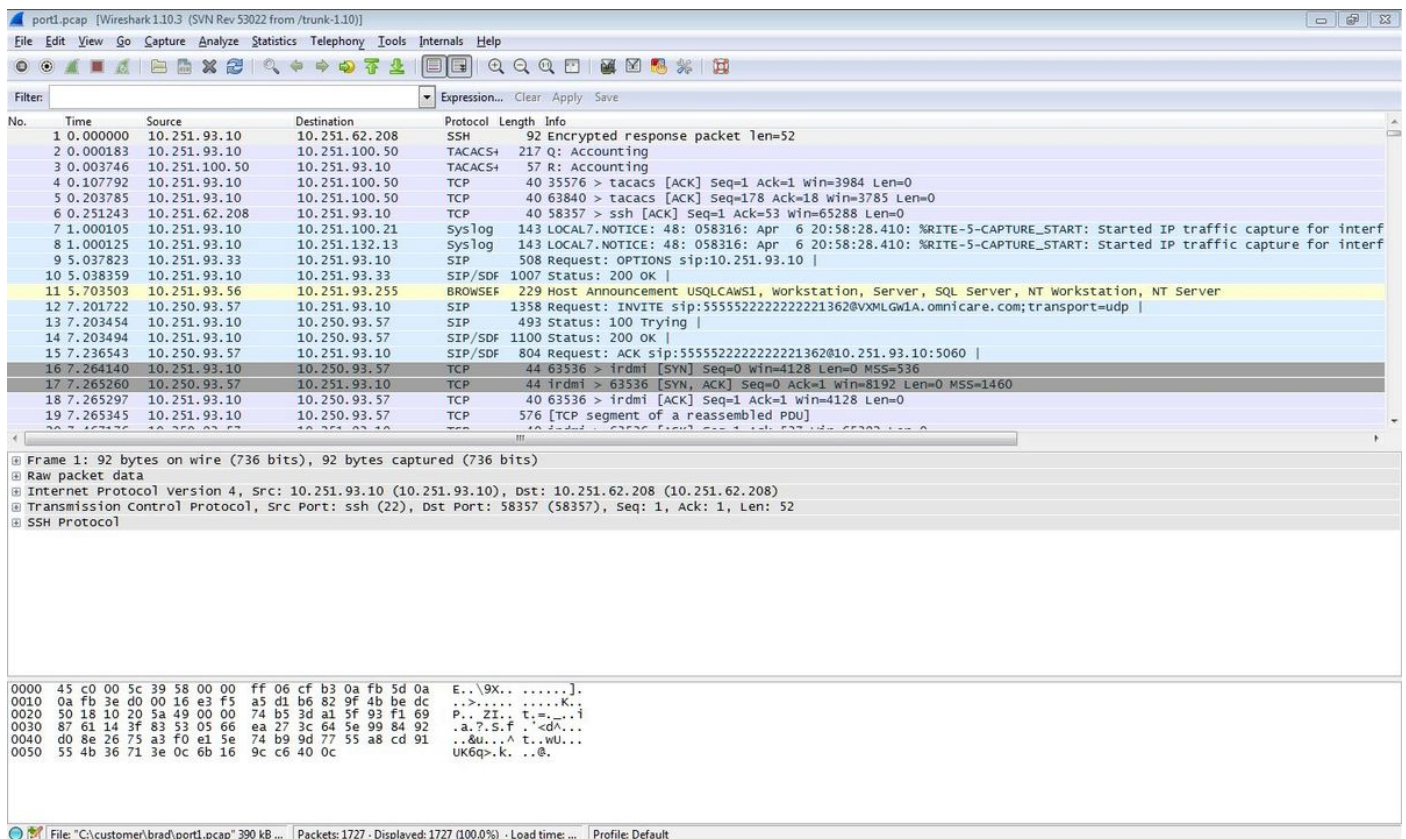 port1.pcap [Wireshark 1.10.3 (SVN Rev 53022 from /trunk-1.10)]
File Edit View Go Capture Analyze Statistics Telephony Tools Internals Help
Filter: Expression... Clear Apply Save
No. Time Source Destination Protocol Length Info
1 0.000000 10.251.93.10 10.251.62.208 SSH 92 Encrypted response packet len=52
2 0.000183 10.251.93.10 10.251.100.50 TACACS+ 217 Q: Accounting
3 0.003746 10.251.100.50 10.251.93.10 TACACS+ 57 R: Accounting
4 0.107792 10.251.93.10 10.251.100.50 TCP 40 35576 > tacacs [ACK] Seq=1 Ack=1 Win=3984 Len=0
5 0.203785 10.251.93.10 10.251.100.50 TCP 40 63840 > tacacs [ACK] Seq=178 Ack=18 Win=3785 Len=0
6 0.251243 10.251.62.208 10.251.93.10 TCP 40 58357 > ssh [ACK] Seq=1 Ack=53 Win=65288 Len=0
7 1.000105 10.251.93.10 10.251.100.21 Syslog 143 LOCAL7.NOTICE: 48: 058316: Apr 6 20:58:28.410: %RITE-5-CAPTURE_START: Started IP traffic capture for interf
8 1.000125 10.251.93.10 10.251.132.13 Syslog 143 LOCAL7.NOTICE: 48: 058316: Apr 6 20:58:28.410: %RITE-5-CAPTURE_START: Started IP traffic capture for interf
9 5.037823 10.251.93.33 10.251.93.10 SIP 508 Request: OPTIONS sip:10.251.93.10 |
10 5.038359 10.251.93.10 10.251.93.33 SIP/SDF 1007 Status: 200 OK |
11 5.703503 10.251.93.56 10.251.93.255 BROWSER 229 Host Announcement USQLCAWS1, Workstation, Server, SQL Server, NT Workstation, NT Server
12 7.201722 10.250.93.57 10.251.93.10 SIP 1358 Request: INVITE sip:5555522222222221362@VXMLGW1A.omnicare.com;transport=udp |
13 7.203454 10.251.93.10 10.250.93.57 SIP 493 Status: 100 Trying |
14 7.203494 10.251.93.10 10.250.93.57 SIP/SDF 1100 Status: 200 OK |
15 7.236543 10.250.93.57 10.251.93.10 SIP/SDF 804 Request: ACK sip:5555522222222221362@10.251.93.10:5060 |
16 7.264140 10.251.93.10 10.250.93.57 TCP 44 63536 > irdmi [SYN] Seq=0 Win=4128 Len=0 MSS=536
17 7.265260 10.250.93.57 10.251.93.10 TCP 44 irdmi > 63536 [SYN, ACK] Seq=0 Ack=1 Win=8192 Len=0 MSS=1460
18 7.265297 10.251.93.10 10.250.93.57 TCP 40 63536 > irdmi [ACK] Seq=1 Ack=1 Win=4128 Len=0
19 7.265345 10.251.93.10 10.250.93.57 TCP 576 [TCP segment of a reassembled PDU]
Frame 1: 92 bytes on wire (736 bits), 92 bytes captured (736 bits)
Raw packet data
Internet Protocol Version 4, Src: 10.251.93.10 (10.251.93.10), Dst: 10.251.62.208 (10.251.62.208)
Transmission Control Protocol, Src Port: ssh (22), Dst Port: 58357 (58357), Seq: 1, Ack: 1, Len: 52
SSH Protocol
0000 45 c0 00 5c 39 58 00 00 ff 06 cf b3 0a fb 5d 0a E..\9X.. ......].
0010 0a fb 3e d0 00 16 e3 f5 a5 d1 b6 82 9f 4b be dc ..>..... .....K..
0020 50 18 10 20 5a 49 00 00 74 b5 3d a1 5f 93 f1 69 P.. ZI.. t.=._..i
0030 87 61 14 3f 83 53 05 66 ea 27 3c 64 5e 99 84 92 .a.?.S.f .'<d^...
0040 d0 8e 26 75 a3 f0 e1 5e 74 b9 9d 77 55 a8 cd 91 ..&u...^ t..wU...
0050 55 4b 36 71 3e 0c 6b 16 9c c6 40 0c UK6q>.k. ..@.
File: "C:\customer\brad\port1.pcap" 390 kB ... Packets: 1727 · Displayed: 1727 (100.0%) · Load time: ... Profile: Default